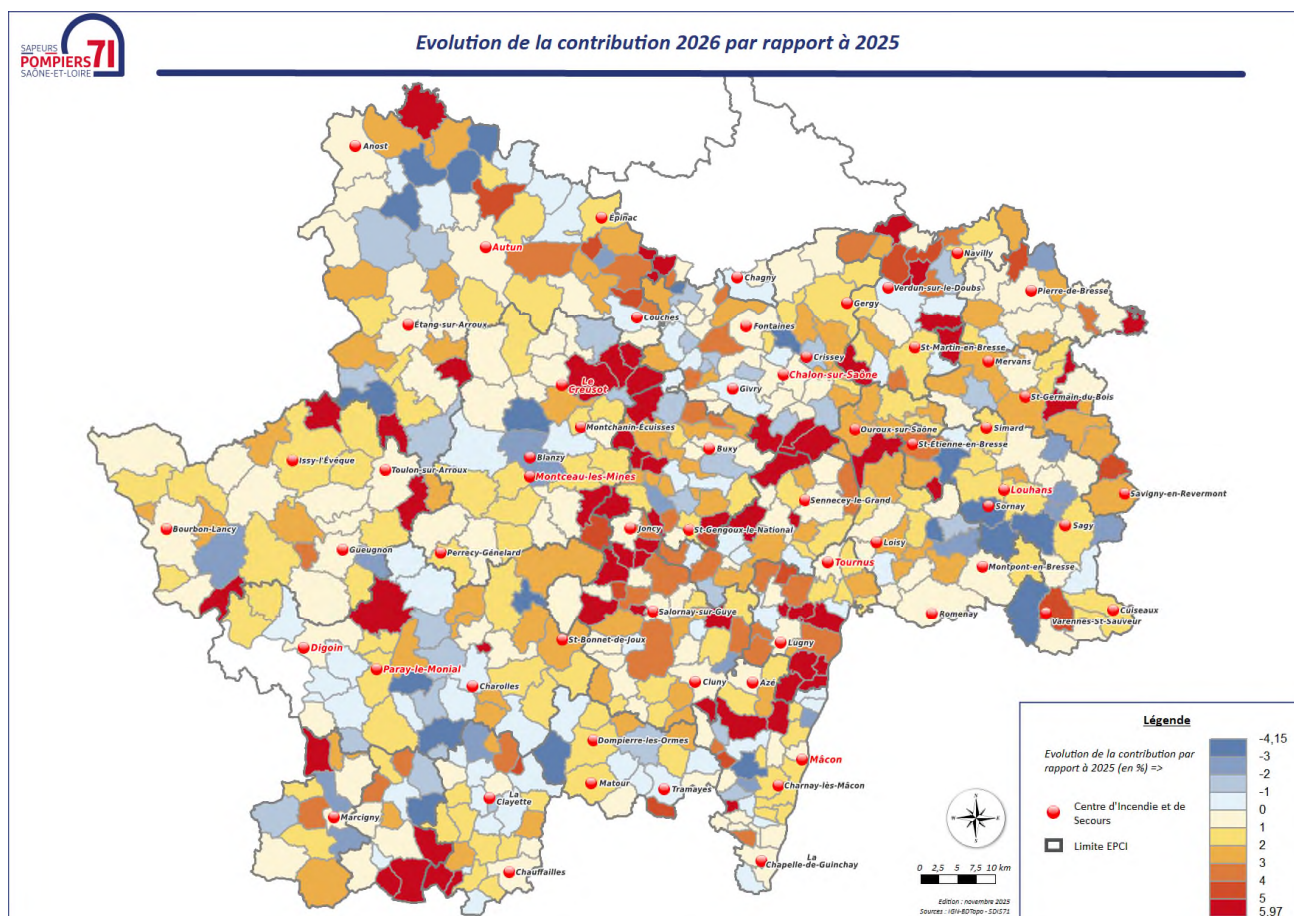 SAPEURS
POMPIERS 71
SAÔNE-ET-LOIRE
Evolution de la contribution 2026 par rapport à 2025
Anost
Épinac
Autun
Navilly
Chagny
Verdun-sur-le-Doubs
Pierre-de-Bresse
Gergy
Couches
Étang-sur-Arroux
Fontaines
St-Martin-en-Bresse
Crissey
Mervans
Chalon-sur-Saône
Le
Creusot
Givry
St-Germain-du-Bois
Montchanin-Écuisses
Ouroux-sur-Saône
Simard
St-Étienne-en-Bresse
Buxy
Blanzy
Issy-l'Évêque
Toulon-sur-Arroux
Montceau-les-Mines
Louhans
Savigny-en-Revermont
Sennecey-le-Grand
Sornay
Bourbon-Lancy
Joncy
St-Gengoux-le-National
Sagy
Gueugnon
Perrecy-Génelard
Loisy
Tournus
Montpont-en-Bresse
Salornay-sur-Guye
Romenay
Cuiseaux
Varennes-St-Sauveur
St-Bonnet-de-Joux
Lugny
Digoin
Paray-le-Monial
Charolles
Cluny
Azé
Dompierre-les-Ormes
Mâcon
Matour
Tramayes
Charnay-lès-Mâcon
La
Clayette
Marcigny
La
Chapelle-de-Guinchay
Chauffailles
N
W
E
S
0 2,5 5 7,5 10 km
Edition : novembre 2025
Sources : IGN-BDTopo - SDIS71
Légende
Evolution de la contribution par
rapport à 2025 (en %) =>
Centre d'Incendie et de
Secours
Limite EPCI
-4,15
-3
-2
-1
0
1
2
3
4
5
5,97